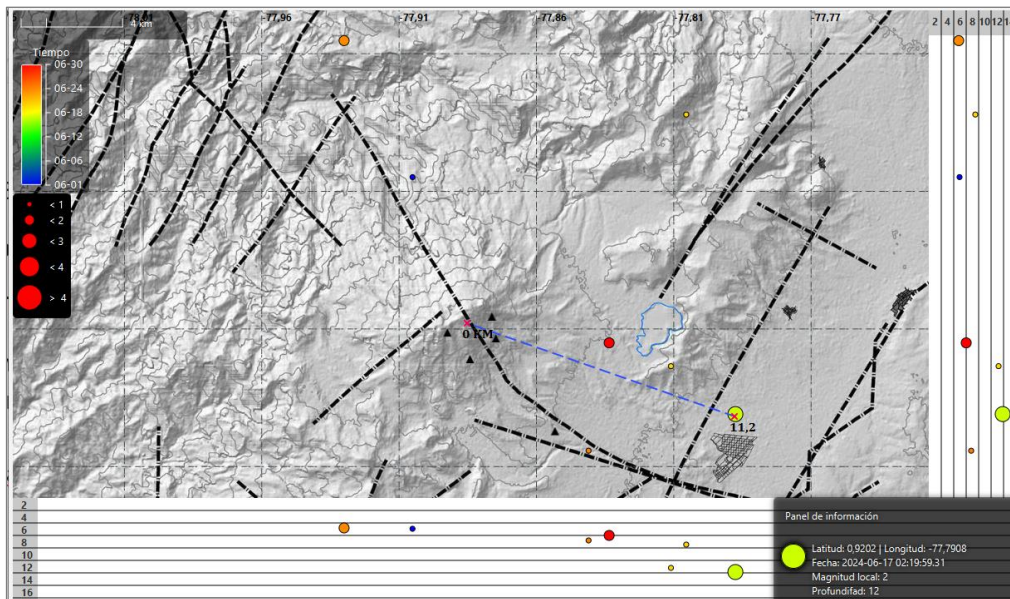 -77,96
-77,91
-77,86
-77,81
-77,77
2 4 6 8 10 12
4 km
Tiempo
06-30
06-24
06-18
06-12
06-06
06-01
< 1
< 2
< 3
< 4
> 4
0 KM
11,2
2
4
6
8
10
12
14
16
Panel de información
Latitud: 0,9202 | Longitud: -77,7908
Fecha: 2024-06-17 02:19:59.31
Magnitud local: 2
Profundifad: 12